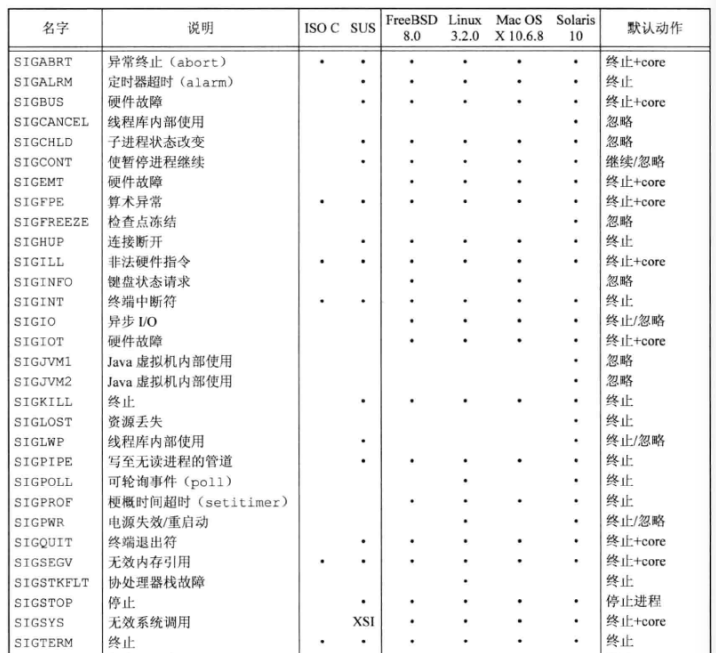 名字 说明 ISO C SUS FreeBSD 8.0 Linux 3.2.0 Mac OS X 10.6.8 Solaris 10 默认动作
SIGABRT 异常终止（abort） • • • • • • 终止+core
SIGALRM 定时器超时（alarm） • • • • • 终止
SIGBUS 硬件故障 • • • • • 终止+core
SIGCANCEL 线程库内部使用 • 忽略
SIGCHLD 子进程状态改变 • • • • • 忽略
SIGCONT 使暂停进程继续 • • • • • 继续/忽略
SIGEMT 硬件故障 • • • • 终止+core
SIGFPE 算术异常 • • • • • • 终止+core
SIGFREEZE 检查点冻结 • 忽略
SIGHUP 连接断开 • • • • • 终止
SIGILL 非法硬件指令 • • • • • • 终止+core
SIGINFO 键盘状态请求 • • 忽略
SIGINT 终端中断符 • • • • • • 终止
SIGIO 异步 I/O • • • • 终止/忽略
SIGIOT 硬件故障 • • • • 终止+core
SIGJVM1 Java 虚拟机内部使用 • 忽略
SIGJVM2 Java 虚拟机内部使用 • 忽略
SIGKILL 终止 • • • • • 终止
SIGLOST 资源丢失 • 终止
SIGLWP 线程库内部使用 • • 终止/忽略
SIGPIPE 写至无读进程的管道 • • • • • 终止
SIGPOLL 可轮询事件（poll） • • 终止
SIGPROF 梗概时间超时（setitimer） • • • • 终止
SIGPWR 电源失效/重启动 • • 终止/忽略
SIGQUIT 终端退出符 • • • • • 终止+core
SIGSEGV 无效内存引用 • • • • • • 终止+core
SIGSTKFLT 协处理器栈故障 • 终止
SIGSTOP 停止 • • • • • 停止进程
SIGSYS 无效系统调用 XSI • • • • 终止+core
SIGTERM 终止 • • • • • • 终止